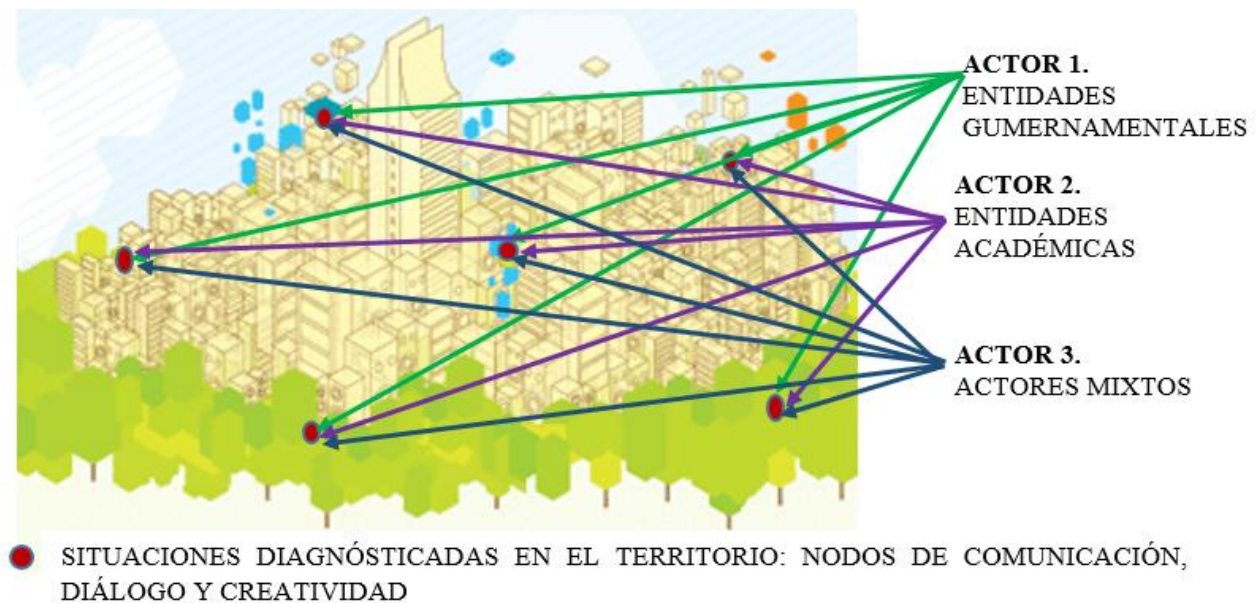 ACTOR 1.
ENTIDADES
GUMERNAMENTALES
ACTOR 2.
ENTIDADES
ACADÉMICAS
ACTOR 3.
ACTORES MIXTOS
SITUACIONES DIAGNÓSTICADAS EN EL TERRITORIO: NODOS DE COMUNICACIÓN,
DIÁLOGO Y CREATIVIDAD